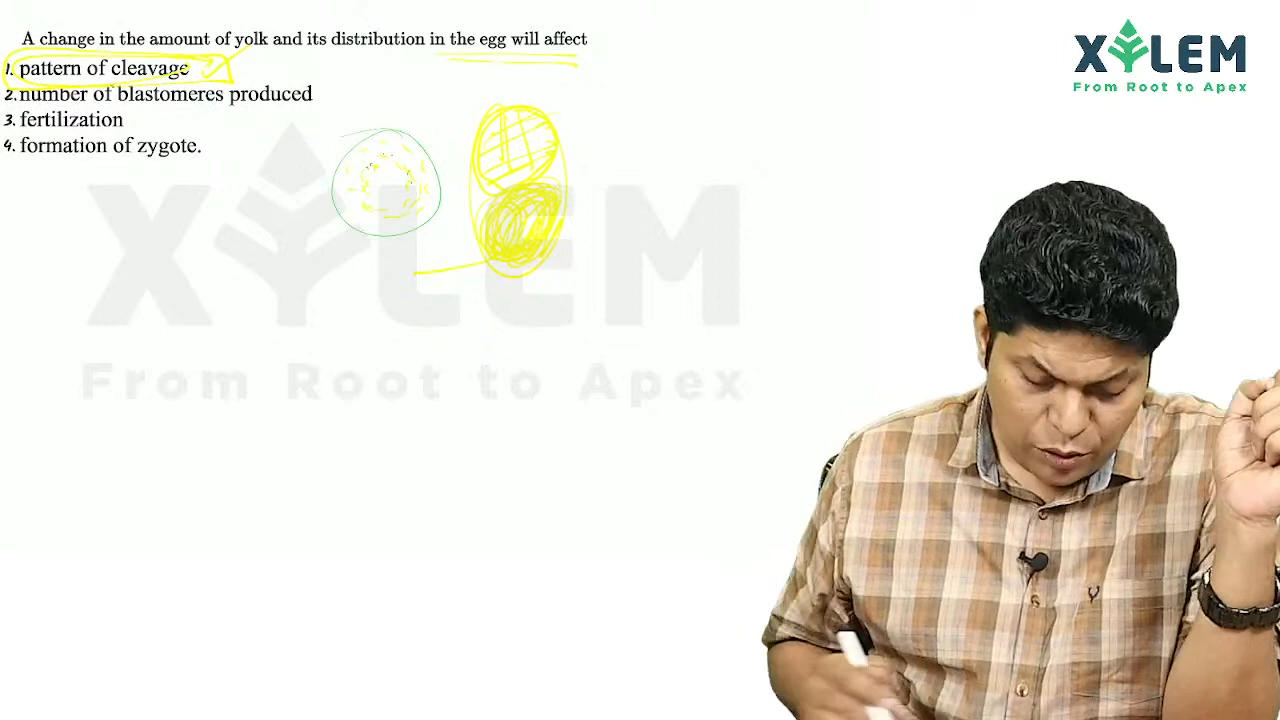 A change in the amount of yolk and its distribution in the egg will affect
1. pattern of cleavage
2. number of blastomeres produced
3. fertilization
4. formation of zygote.
XYLEM
From Root to Apex
XYLEM
From Root to Apex